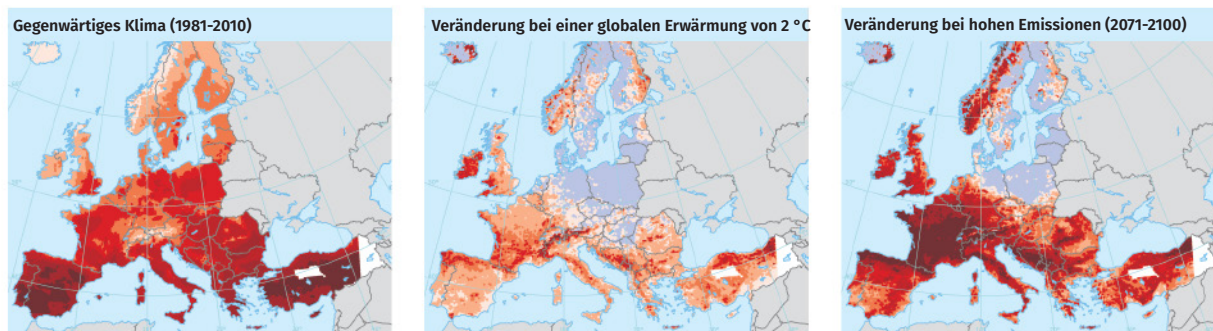 Gegenwärtiges Klima (1981-2010)
Veränderung bei einer globalen Erwärmung von 2 °C
Veränderung bei hohen Emissionen (2071-2100)